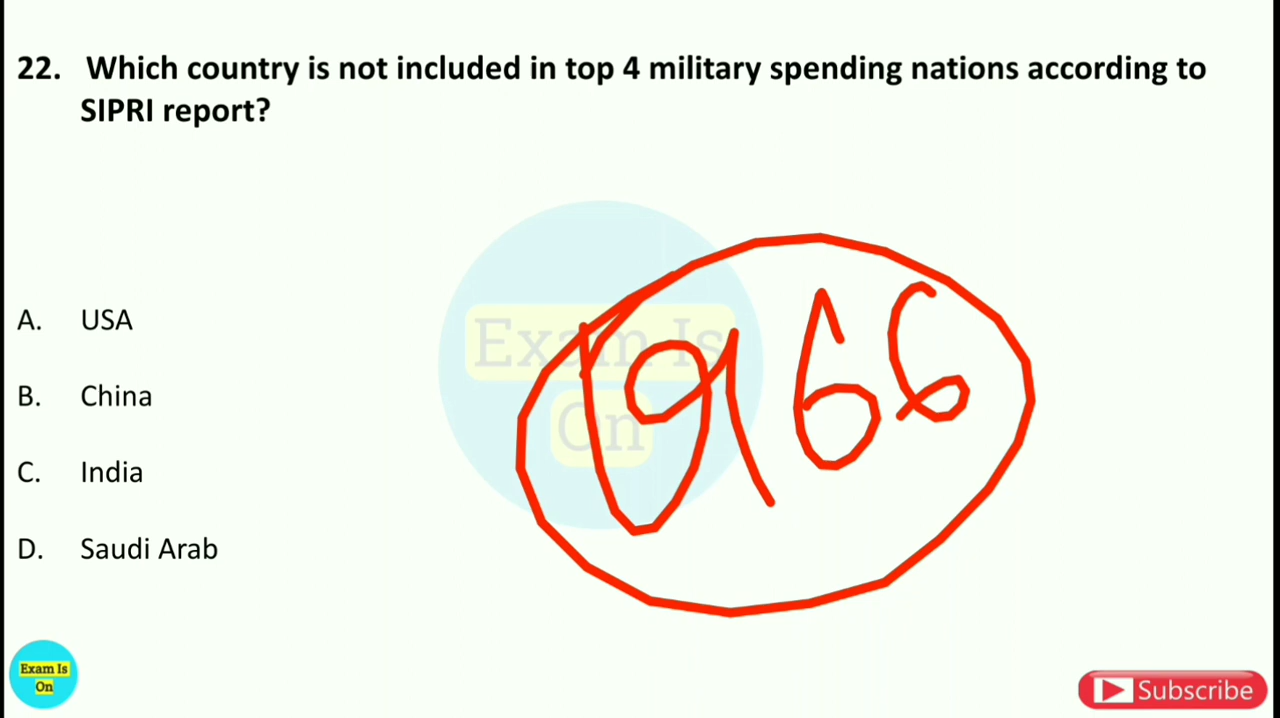 22. Which country is not included in top 4 military spending nations according to
SIPRI report?
Exam Is
On
966
A. USA
B. China
C. India
D. Saudi Arab
Exam Is
On
Subscribe